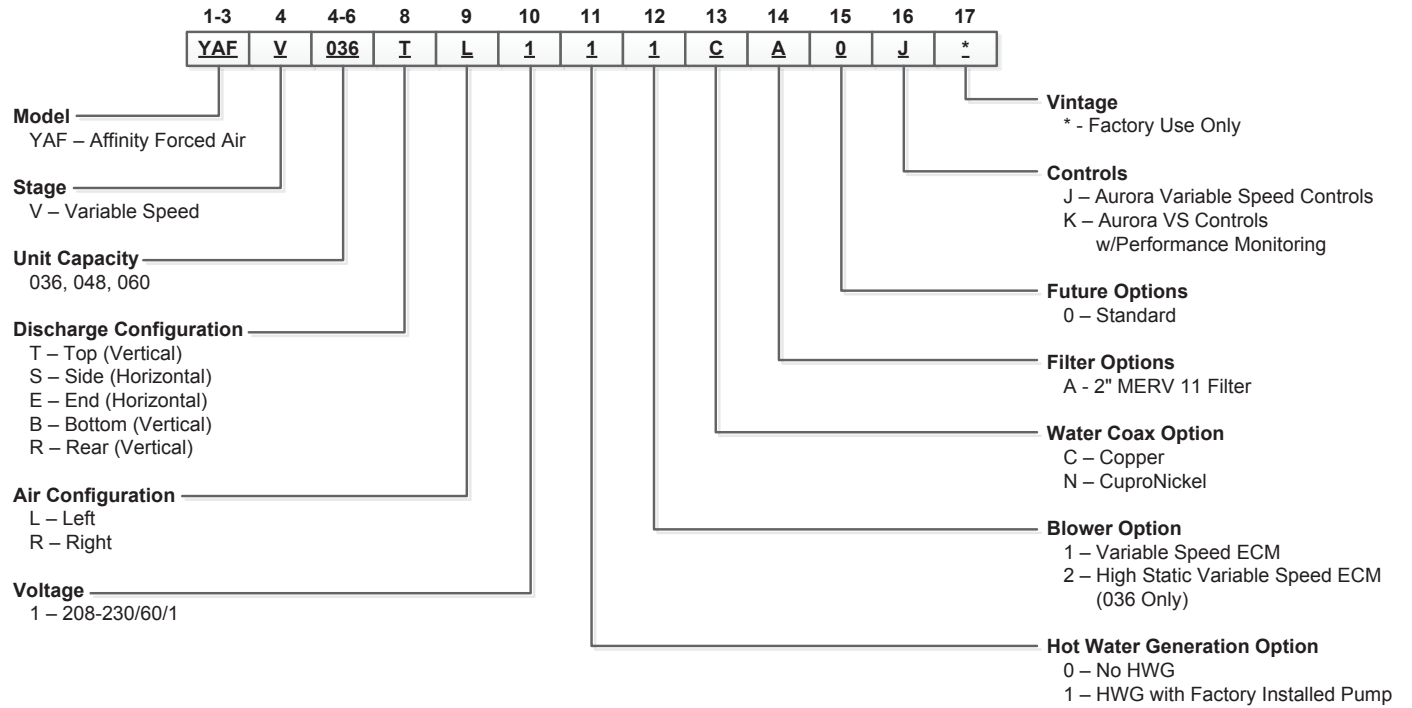 1-3 4 4-6 8 9 10 11 12 13 14 15 16 17
YAF V 036 T L 1 1 1 C A 0 J *
Model
YAF – Affinity Forced Air
Stage
V – Variable Speed
Unit Capacity
036, 048, 060
Discharge Configuration
T – Top (Vertical)
S – Side (Horizontal)
E – End (Horizontal)
B – Bottom (Vertical)
R – Rear (Vertical)
Air Configuration
L – Left
R – Right
Voltage
1 – 208-230/60/1
Vintage
* - Factory Use Only
Controls
J – Aurora Variable Speed Controls
K – Aurora VS Controls
w/Performance Monitoring
Future Options
0 – Standard
Filter Options
A - 2" MERV 11 Filter
Water Coax Option
C – Copper
N – CuproNickel
Blower Option
1 – Variable Speed ECM
2 – High Static Variable Speed ECM
(036 Only)
Hot Water Generation Option
0 – No HWG
1 – HWG with Factory Installed Pump